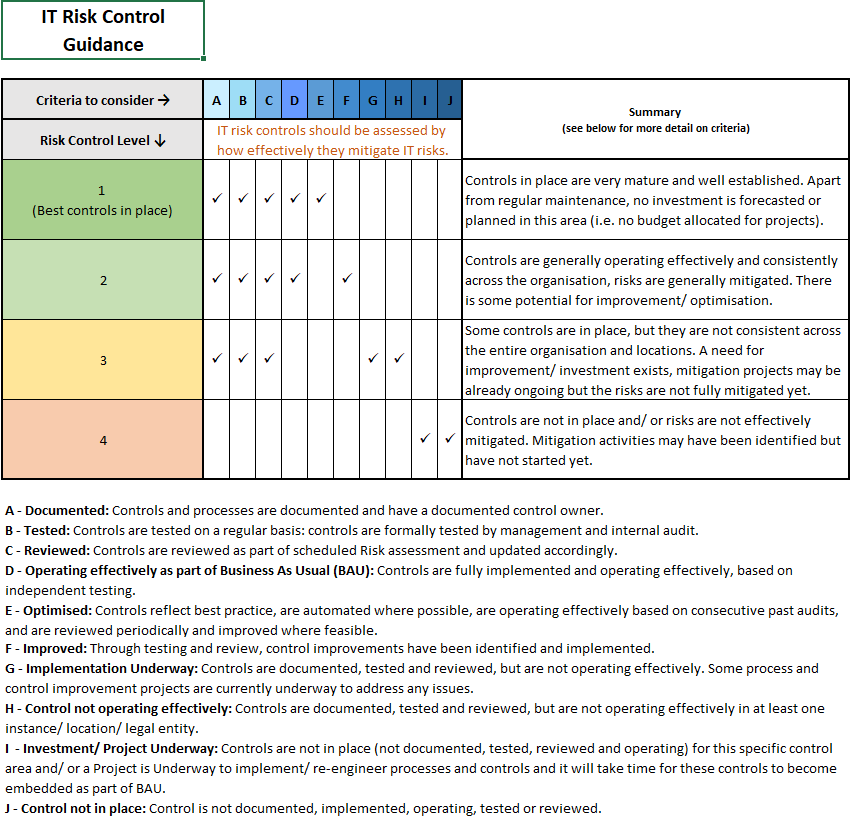 IT Risk Control
Guidance
Criteria to consider →
A B C D E F G H I J
Summary
(see below for more detail on criteria)
Risk Control Level ↓
IT risk controls should be assessed by
how effectively they mitigate IT risks.
1
(Best controls in place)
✓ ✓ ✓ ✓ ✓
Controls in place are very mature and well established. Apart
from regular maintenance, no investment is forecasted or
planned in this area (i.e. no budget allocated for projects).
2
✓ ✓ ✓ ✓ ✓
Controls are generally operating effectively and consistently
across the organisation, risks are generally mitigated. There
is some potential for improvement/ optimisation.
3
✓ ✓ ✓ ✓ ✓
Some controls are in place, but they are not consistent across
the entire organisation and locations. A need for
improvement/ investment exists, mitigation projects may be
already ongoing but the risks are not fully mitigated yet.
4
✓ ✓
Controls are not in place and/ or risks are not effectively
mitigated. Mitigation activities may have been identified but
have not started yet.
A - Documented: Controls and processes are documented and have a documented control owner.
B - Tested: Controls are tested on a regular basis: controls are formally tested by management and internal audit.
C - Reviewed: Controls are reviewed as part of scheduled Risk assessment and updated accordingly.
D - Operating effectively as part of Business As Usual (BAU): Controls are fully implemented and operating effectively, based on
independent testing.
E - Optimised: Controls reflect best practice, are automated where possible, are operating effectively based on consecutive past audits,
and are reviewed periodically and improved where feasible.
F - Improved: Through testing and review, control improvements have been identified and implemented.
G - Implementation Underway: Controls are documented, tested and reviewed, but are not operating effectively. Some process and
control improvement projects are currently underway to address any issues.
H - Control not operating effectively: Controls are documented, tested and reviewed, but are not operating effectively in at least one
instance/ location/ legal entity.
I - Investment/ Project Underway: Controls are not in place (not documented, tested, reviewed and operating) for this specific control
area and/ or a Project is Underway to implement/ re-engineer processes and controls and it will take time for these controls to become
embedded as part of BAU.
J - Control not in place: Control is not documented, implemented, operating, tested or reviewed.